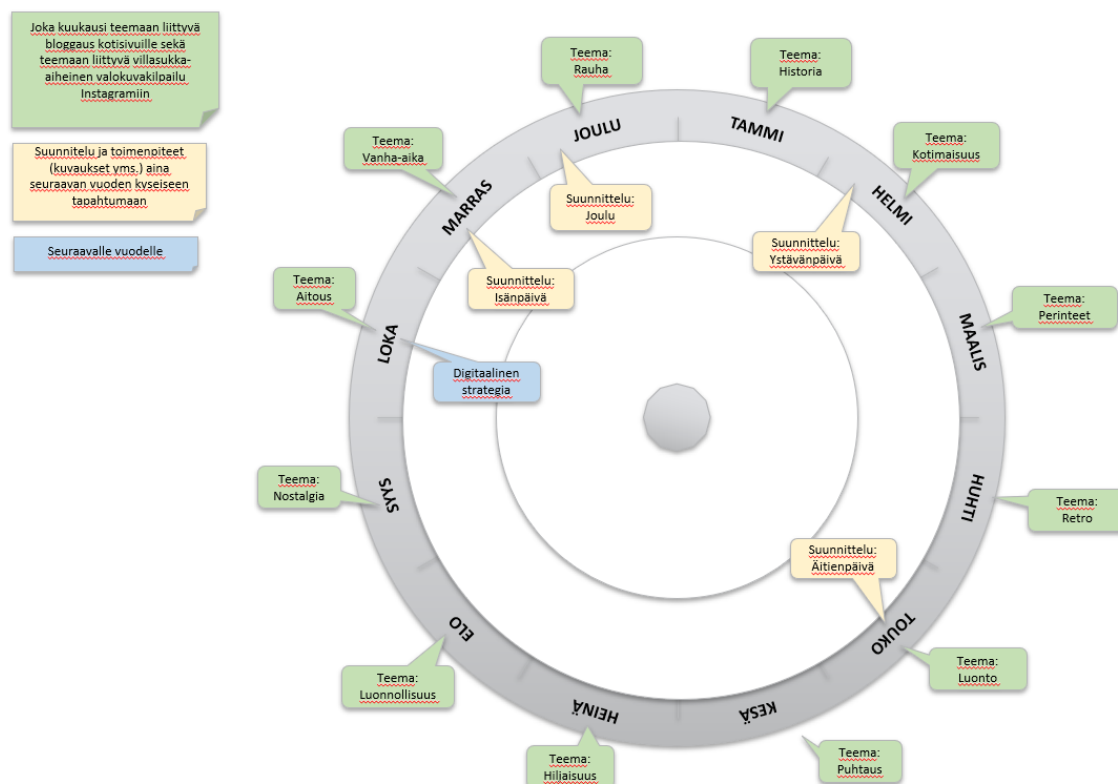 Joka kuukausi teemaan liittyvä
bloggaus kotisivuille sekä
teemaan liittyvä villasukka-
aiheinen valokuvakilpailu
Instagramiin
Suunnitelu ja toimenpiteet
(kuvaukset yms.) aina
seuraavan vuoden kyseiseen
tapahtumaan
Seuraavalle vuodelle
Teema:
Rauha
Teema:
Historia
Teema:
Vanha-aika
Teema:
Kotimaisuus
JOULU
TAMMI
MARRAS
HELMI
Suunnittelu:
Joulu
Suunnittelu:
Ystävänpäivä
Suunnittelu:
Isänpäivä
Teema:
Aitous
Teema:
Perinteet
LOKA
MAALIS
Digitaalinen
strategia
Teema:
Nostalgia
SYYS
HUHTI
Teema:
Retro
Suunnittelu:
Äitienpäivä
ELO
TOUKO
Teema:
Luonnollisuus
Teema:
Luonto
HEINÄ
KESÄ
Teema:
Hiljaisuus
Teema:
Puhtaus